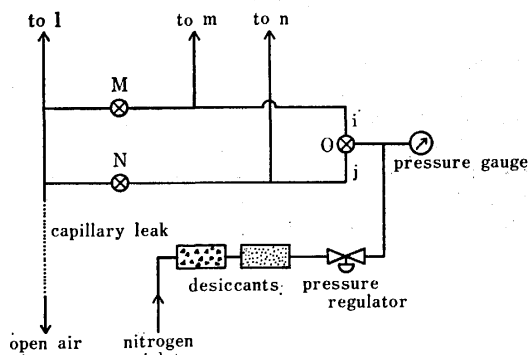 to l
to m
to n
M
i
O
pressure gauge
N
j
capillary leak
desiccants
pressure
regulator
open air
nitrogen